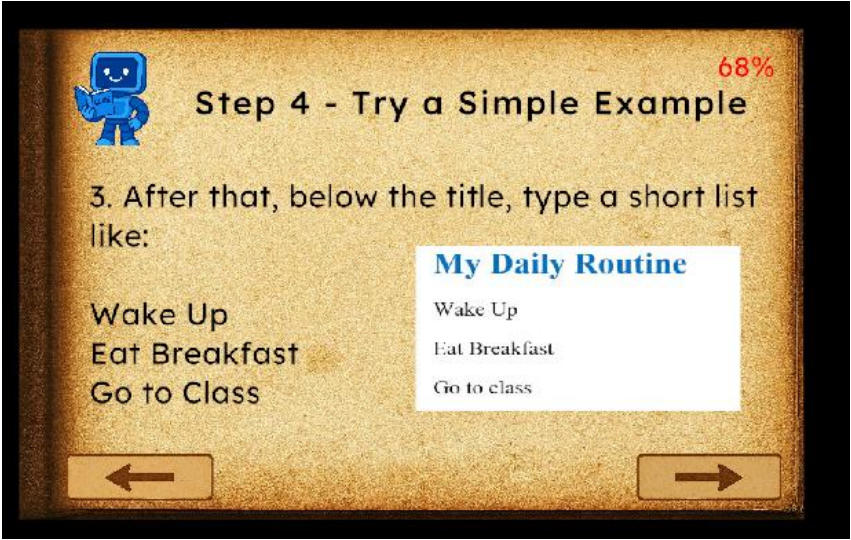 68%
Step 4 - Try a Simple Example
3. After that, below the title, type a short list
like:
Wake Up
Eat Breakfast
Go to Class
My Daily Routine
Wake Up
Eat Breakfast
Go to class